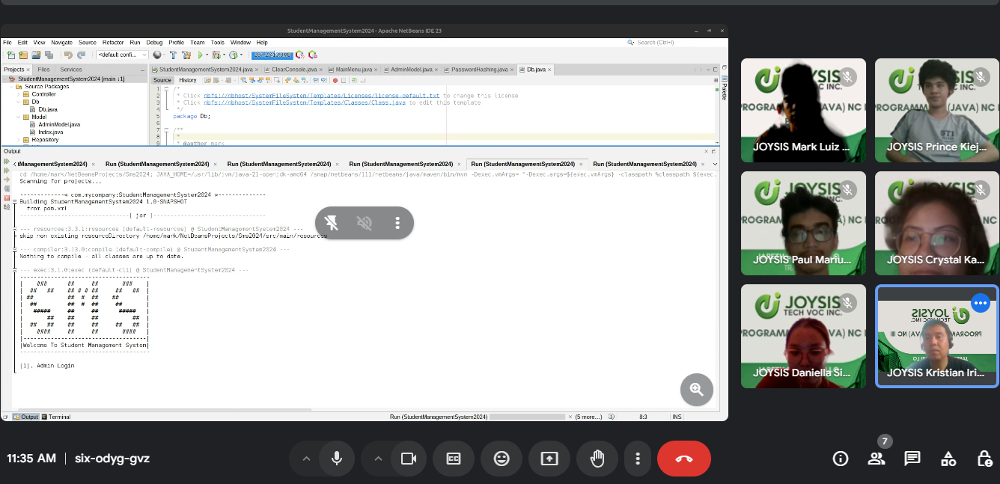 StudentManagementSystem2024 - Apache NetBeans IDE 23
File Edit View Navigate Source Refactor Run Debug Profile Team Tools Window Help
Search (Ctrl+I)
<default confi...
Projects Files Services
StudentManagementSystem2024.java ClearConsole.java MainMenu.java AdminModel.java PasswordHashing.java Db.java
StudentManagementSystem2024 [main ↓1]
Source Packages
Controller
Db
Db.java
Model
AdminModel.java
Index.java
Repository
Source History
1 /*
2 * Click nbfs://nbhost/SystemFileSystem/Templates/Licenses/license-default.txt to change this license
3 * Click nbfs://nbhost/SystemFileSystem/Templates/Classes/Class.java to edit this template
4 */
5 package Db;
6
7 /**
8 *
9 * @author mark
Palette
Output
tManagementSystem2024) Run (StudentManagementSystem2024) Run (StudentManagementSystem2024) Run (StudentManagementSystem2024) Run (StudentManagementSystem2024) Run (StudentManagementSystem2024)
cd /home/mark/NetBeansProjects/Sms2024; JAVA_HOME=/usr/lib/jvm/java-21-openjdk-amd64 /snap/netbeans/111/netbeans/java/maven/bin/mvn -Dexec.vmArgs= "-Dexec.args=${exec.vmArgs} -classpath %classpath ${exec.
Scanning for projects...
------------< com.mycompany:StudentManagementSystem2024 >--------------
Building StudentManagementSystem2024 1.0-SNAPSHOT
from pom.xml
--------------------------------[ jar ]---------------------------------
--- resources:3.3.1:resources (default-resources) @ StudentManagementSystem2024 ---
skip non existing resourceDirectory /home/mark/NetBeansProjects/Sms2024/src/main/resources
--- compiler:3.13.0:compile (default-compile) @ StudentManagementSystem2024 ---
Nothing to compile - all classes are up to date.
--- exec:3.1.0:exec (default-cli) @ StudentManagementSystem2024 ---
|Welcome To Student Management System|
[1]. Admin Login
Output Terminal
Run (StudentManagementSystem2024) (5 more...) 8:3 INS
JOYSIS Mark Luiz ...
JOYSIS Prince Kiej...
JOYSIS Paul Mariu...
JOYSIS Crystal Ka...
JOYSIS
TECH VOC INC.
JOYSIS Daniella Si...
JOYSIS Kristian Iri...
11:35 AM | six-odyg-gvz
7